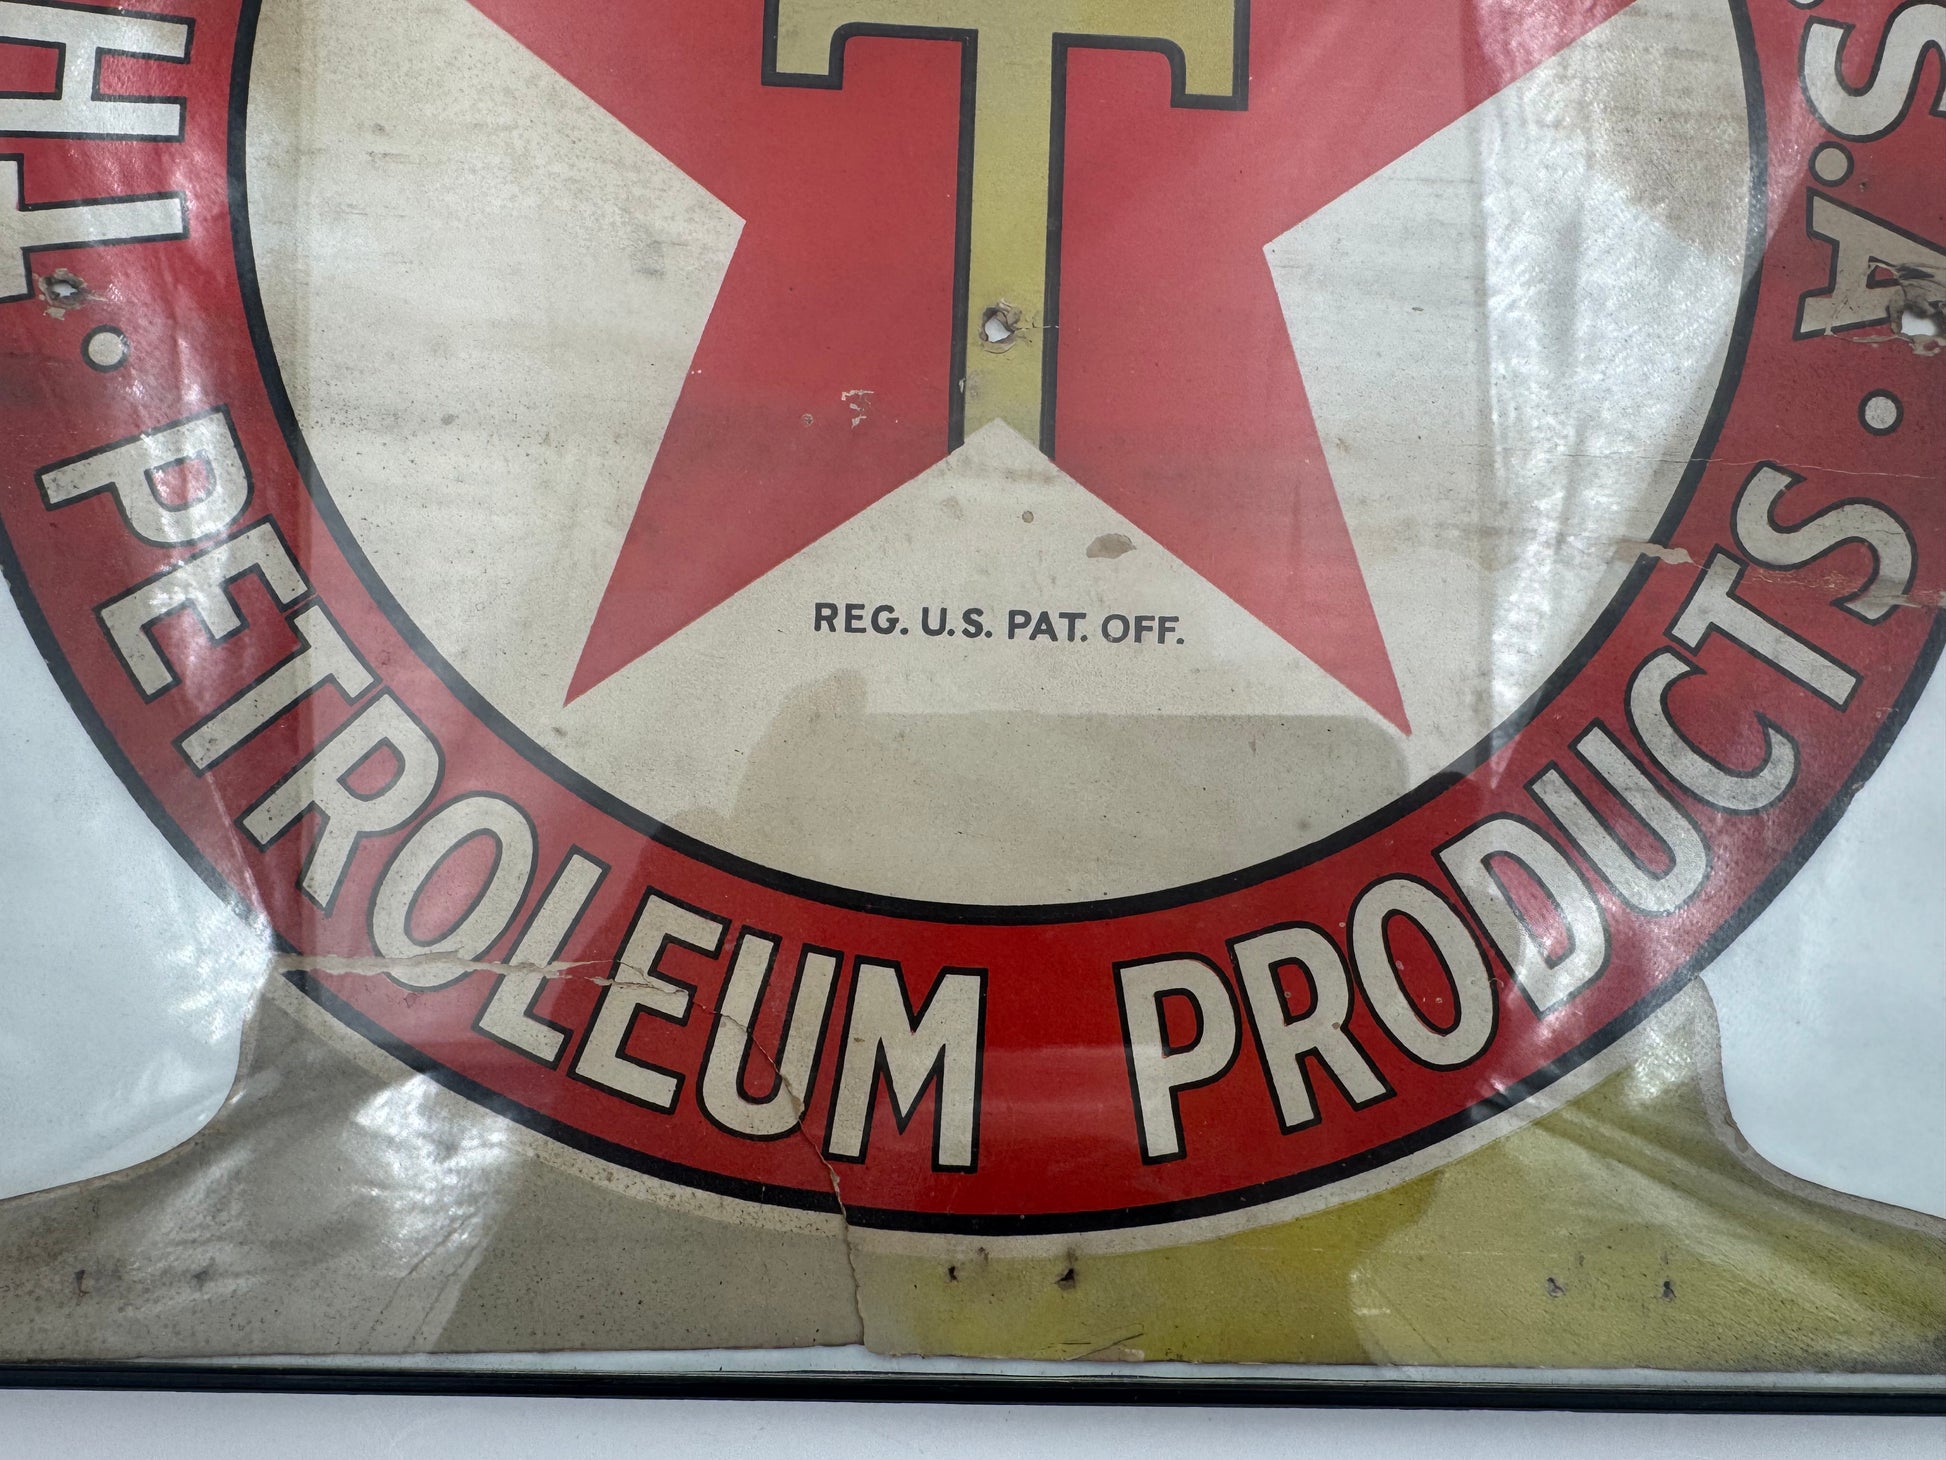 T
REG. U.S. PAT. OFF.
· PETROLEUM PRODUCTS ·
S.A.